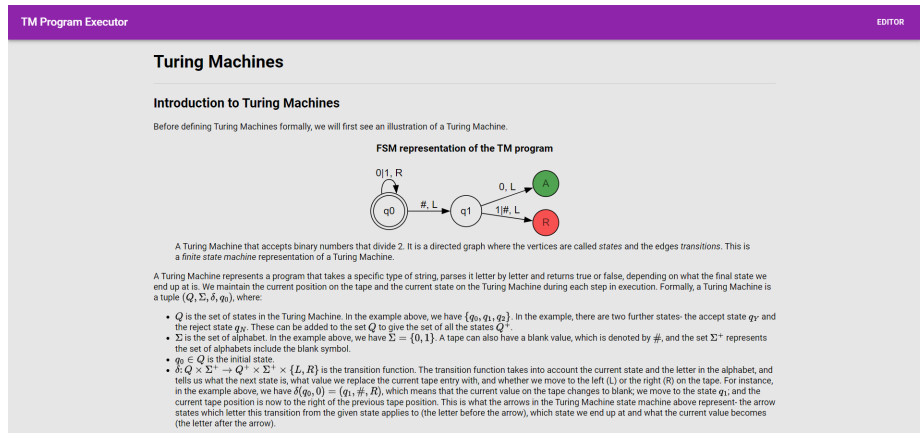 TM Program Executor
EDITOR
Turing Machines
Introduction to Turing Machines
Before defining Turing Machines formally, we will first see an illustration of a Turing Machine.
FSM representation of the TM program
0|1, R
q0
#, L
q1
0, L
A
1|#, L
R
A Turing Machine that accepts binary numbers that divide 2. It is a directed graph where the vertices are called states and the edges transitions. This is
a finite state machine representation of a Turing Machine.
A Turing Machine represents a program that takes a specific type of string, parses it letter by letter and returns true or false, depending on what the final state we
end up at is. We maintain the current position on the tape and the current state on the Turing Machine during each step in execution. Formally, a Turing Machine is
a tuple (Q, Σ, δ, q₀), where:
• Q is the set of states in the Turing Machine. In the example above, we have {q₀, q₁, q₂}. In the example, there are two further states- the accept state q_Y and
the reject state q_N. These can be added to the set Q to give the set of all the states Q⁺.
• Σ is the set of alphabet. In the example above, we have Σ = {0, 1}. A tape can also have a blank value, which is denoted by #, and the set Σ⁺ represents
the set of alphabets include the blank symbol.
• q₀ ∈ Q is the initial state.
• δ: Q × Σ⁺ → Q⁺ × Σ⁺ × {L, R} is the transition function. The transition function takes into account the current state and the letter in the alphabet, and
tells us what the next state is, what value we replace the current tape entry with, and whether we move to the left (L) or the right (R) on the tape. For instance,
in the example above, we have δ(q₀, 0) = (q₁, #, R), which means that the current value on the tape changes to blank; we move to the state q₁; and the
current tape position is now to the right of the previous tape position. This is what the arrows in the Turing Machine state machine above represent- the arrow
states which letter this transition from the given state applies to (the letter before the arrow), which state we end up at and what the current value becomes
(the letter after the arrow).